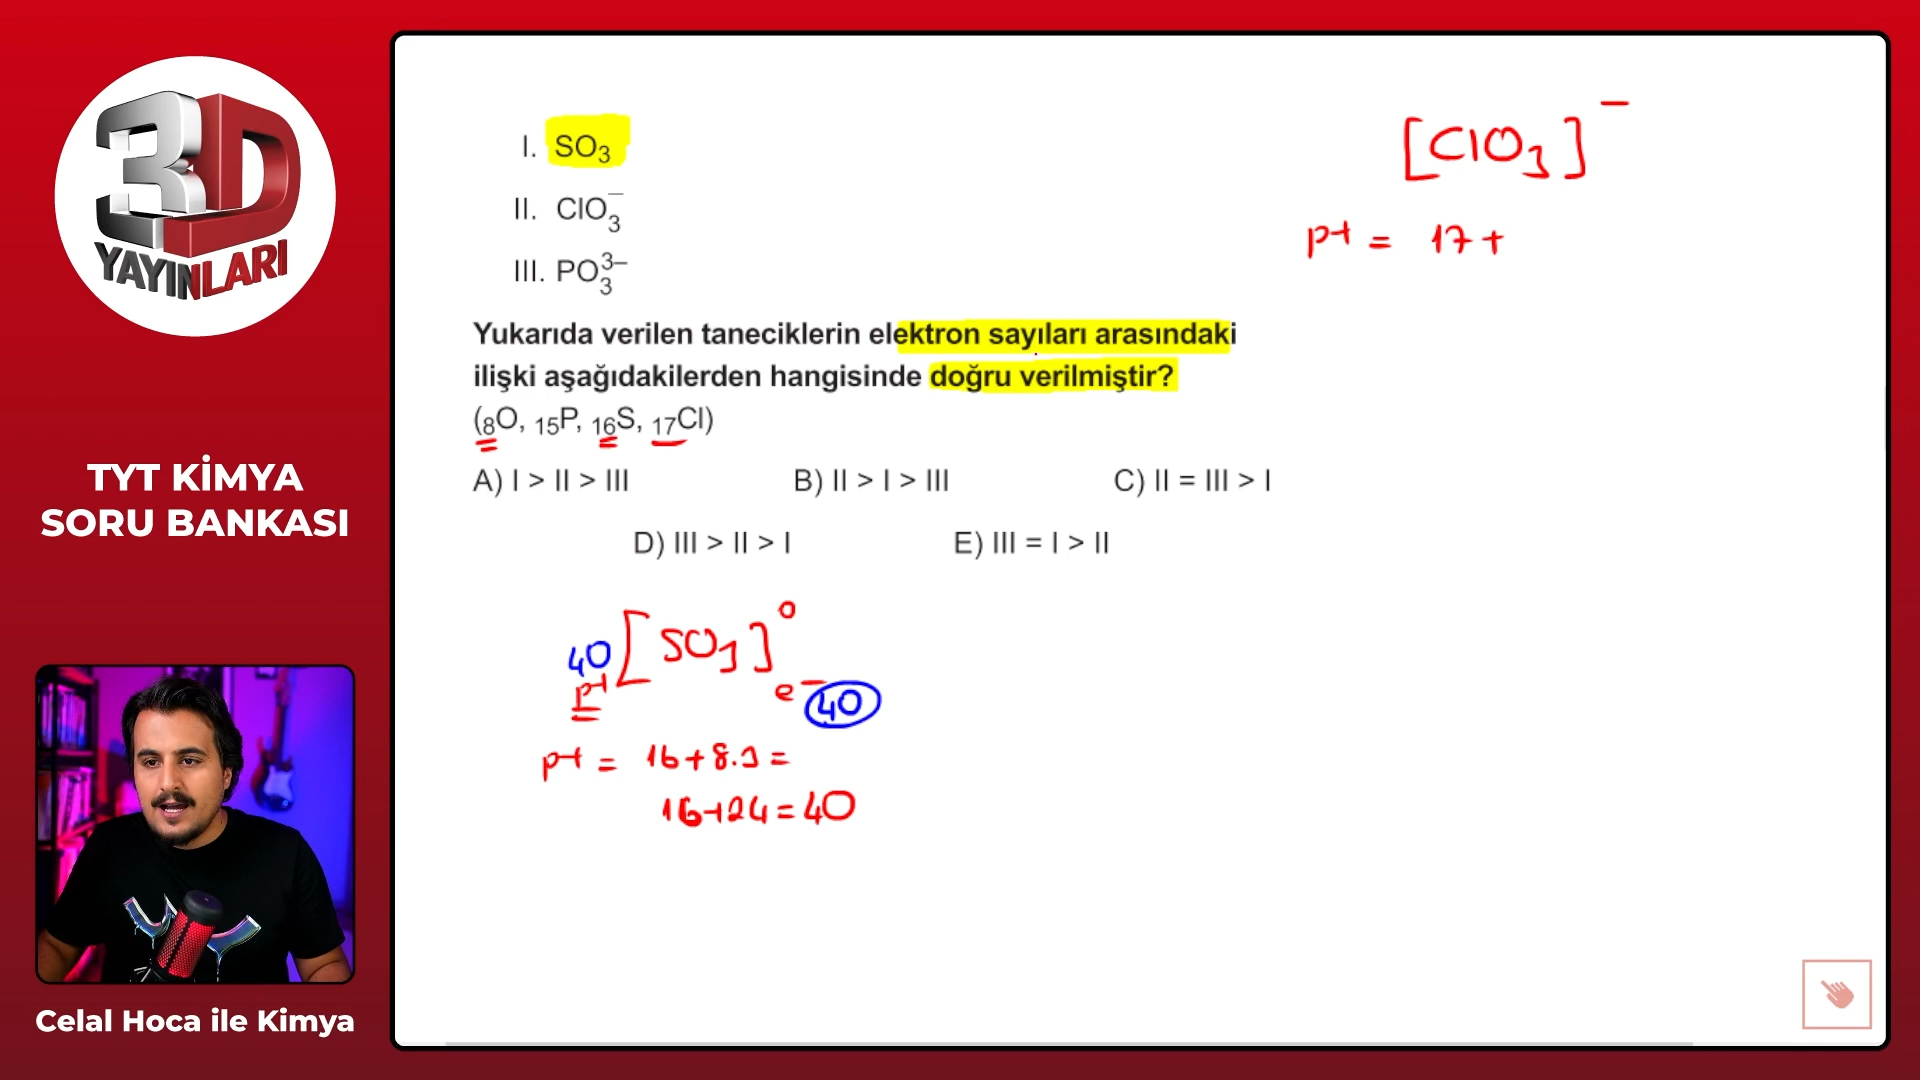 3D
YAYINLARI
TYT KİMYA
SORU BANKASI
Celal Hoca ile Kimya
I. SO₃
II. ClO₃⁻
III. PO₃³⁻
Yukarıda verilen taneciklerin elektron sayıları arasındaki
ilişki aşağıdakilerden hangisinde doğru verilmiştir?
(₈O, ₁₅P, ₁₆S, ₁₇Cl)
A) I > II > III B) II > I > III C) II = III > I
D) III > II > I E) III = I > II
[ClO₃]⁻
p+ = 17+
40 [SO₃]⁰
p+ e⁻ 40
p+ = 16+8.3=
16+24=40